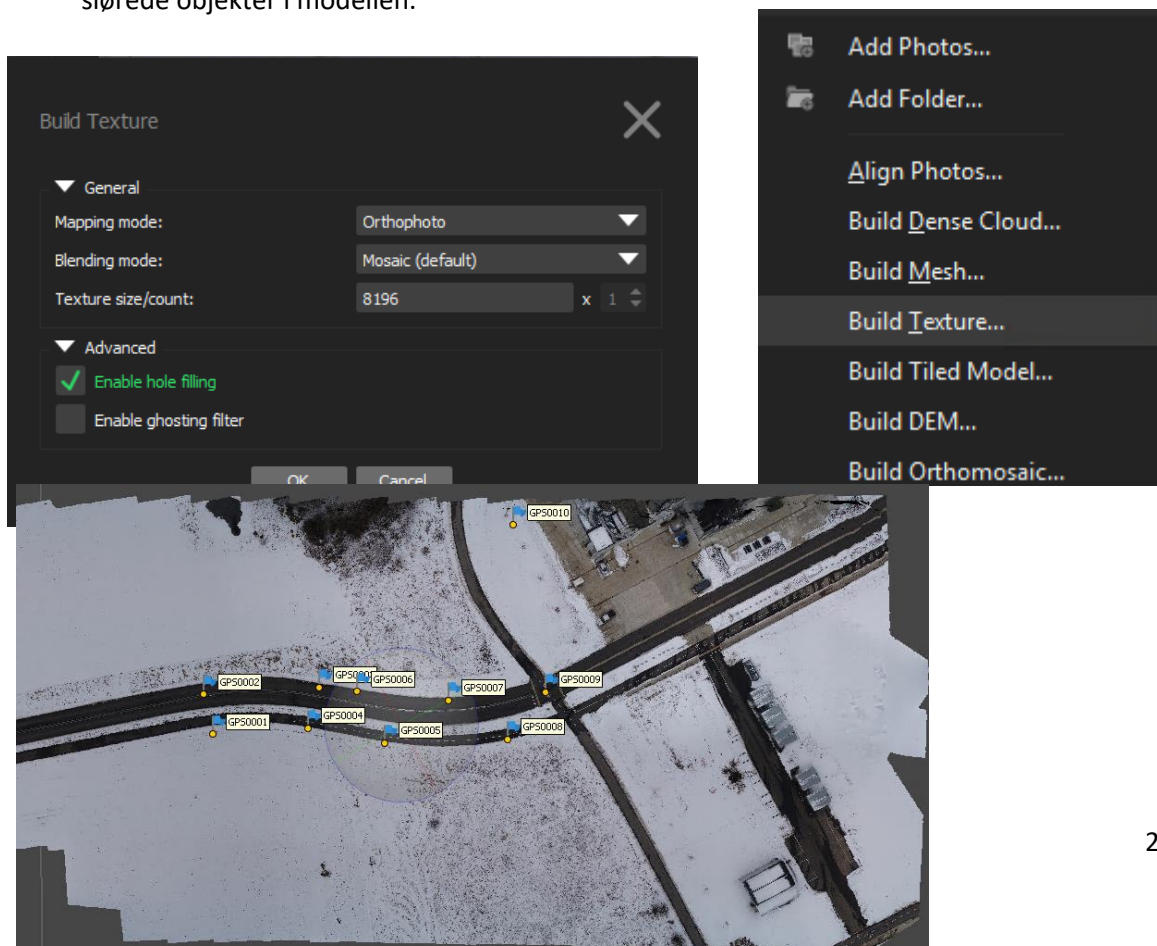 slørede objekter i modellen.
Build Texture
General
Mapping mode: Orthophoto
Blending mode: Mosaic (default)
Texture size/count: 8196 x 1
Advanced
Enable hole filling
Enable ghosting filter
OK Cancel
Add Photos...
Add Folder...
Align Photos...
Build Dense Cloud...
Build Mesh...
Build Texture...
Build Tiled Model...
Build DEM...
Build Orthomosaic...
GPS0010
GPS0002
GPS0006
GPS0007
GPS0009
GPS0001
GPS0004
GPS0005
GPS0008
2